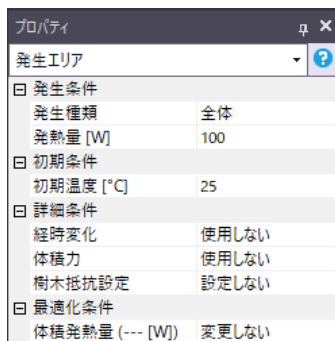 プロパティ
発生エリア
発生条件
発生種類 全体
発熱量 [W] 100
初期条件
初期温度 [°C] 25
詳細条件
経時変化 使用しない
体積力 使用しない
樹木抵抗設定 設定しない
最適化条件
体積発熱量 (--- [W]) 変更しない